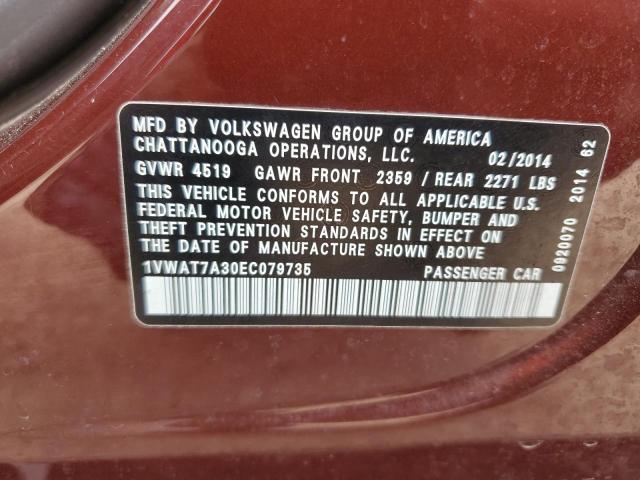 MFD BY VOLKSWAGEN GROUP OF AMERICA
CHATTANOOGA OPERATIONS, LLC. 02/2014
GVWR 4519 GAWR FRONT 2359 / REAR 2271 LBS
THIS VEHICLE CONFORMS TO ALL APPLICABLE U.S.
FEDERAL MOTOR VEHICLE SAFETY, BUMPER AND
THEFT PREVENTION STANDARDS IN EFFECT ON
THE DATE OF MANUFACTURE SHOWN ABOVE.
1VWAT7A30EC079735 PASSENGER CAR
0920070 2014 62